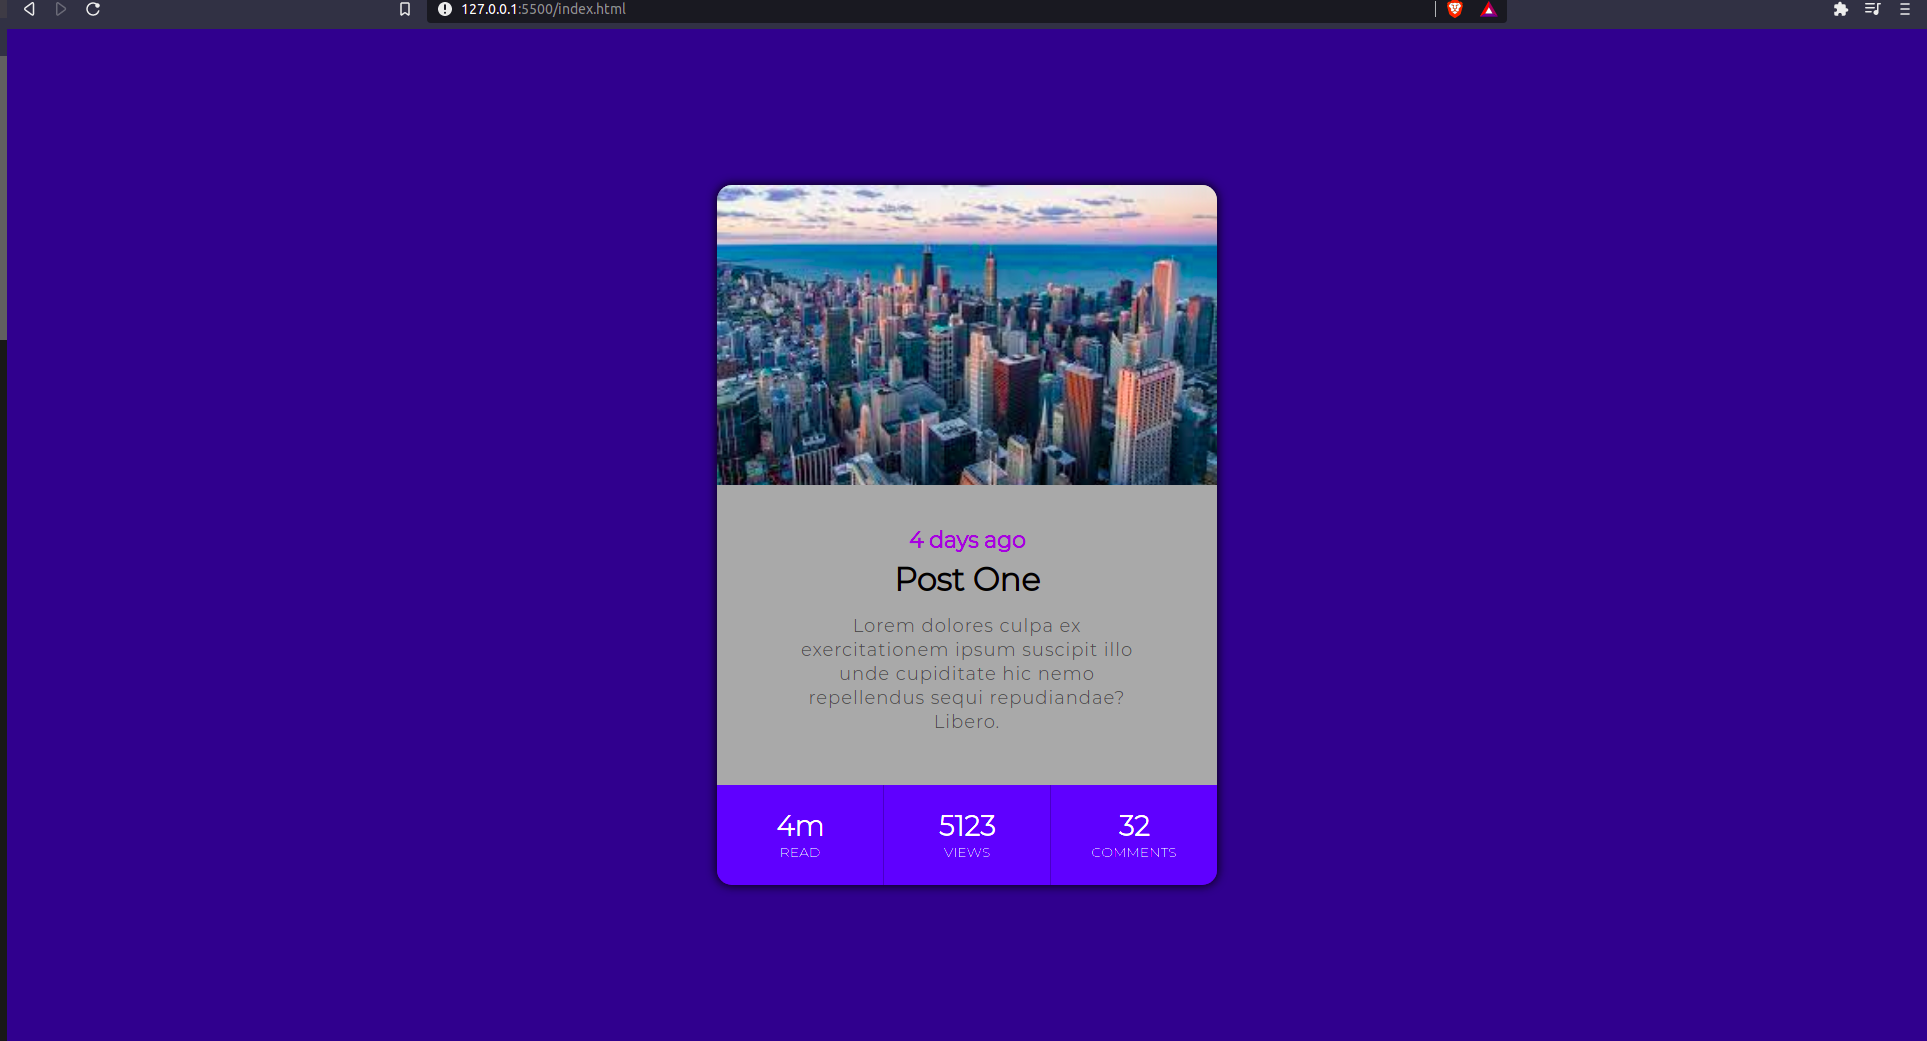 127.0.0.1:5500/index.html
4 days ago
Post One
Lorem dolores culpa ex
exercitationem ipsum suscipit illo
unde cupiditate hic nemo
repellendus sequi repudiandae?
Libero.
4m 5123 32
READ VIEWS COMMENTS